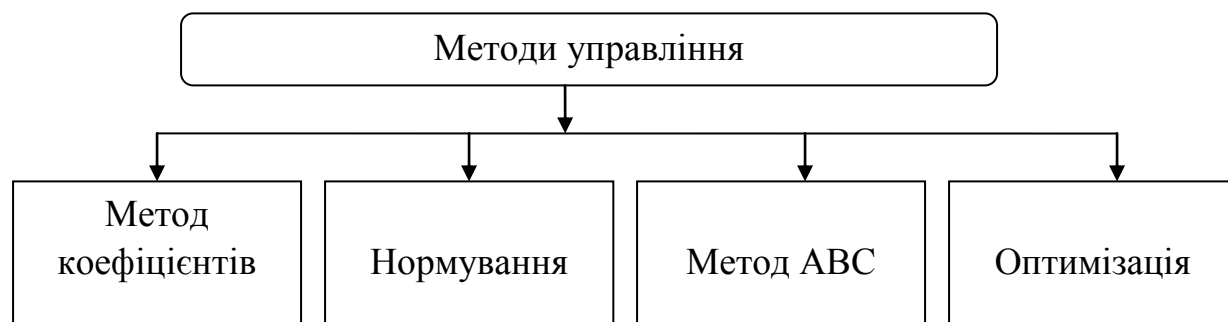 Методи управління
Метод
коефіцієнтів
Нормування
Метод АВС
Оптимізація